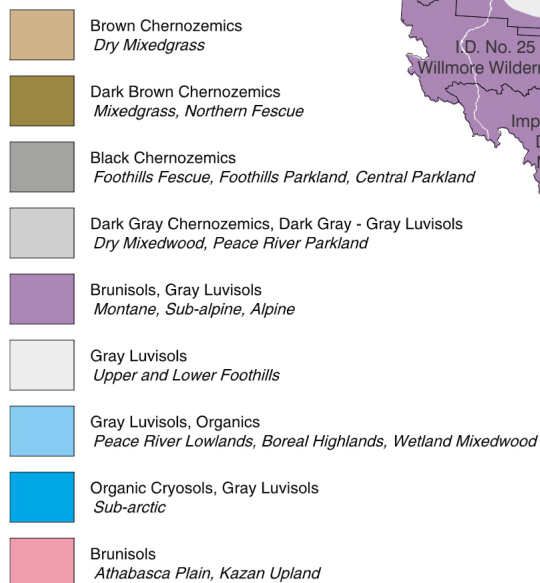 Brown Chernozemics
Dry Mixedgrass
Dark Brown Chernozemics
Mixedgrass, Northern Fescue
Black Chernozemics
Foothills Fescue, Foothills Parkland, Central Parkland
Dark Gray Chernozemics, Dark Gray - Gray Luvisols
Dry Mixedwood, Peace River Parkland
Brunisols, Gray Luvisols
Montane, Sub-alpine, Alpine
Gray Luvisols
Upper and Lower Foothills
Gray Luvisols, Organics
Peace River Lowlands, Boreal Highlands, Wetland Mixedwood
Organic Cryosols, Gray Luvisols
Sub-arctic
Brunisols
Athabasca Plain, Kazan Upland
I.D. No. 25
Willmore Wilder
Imp